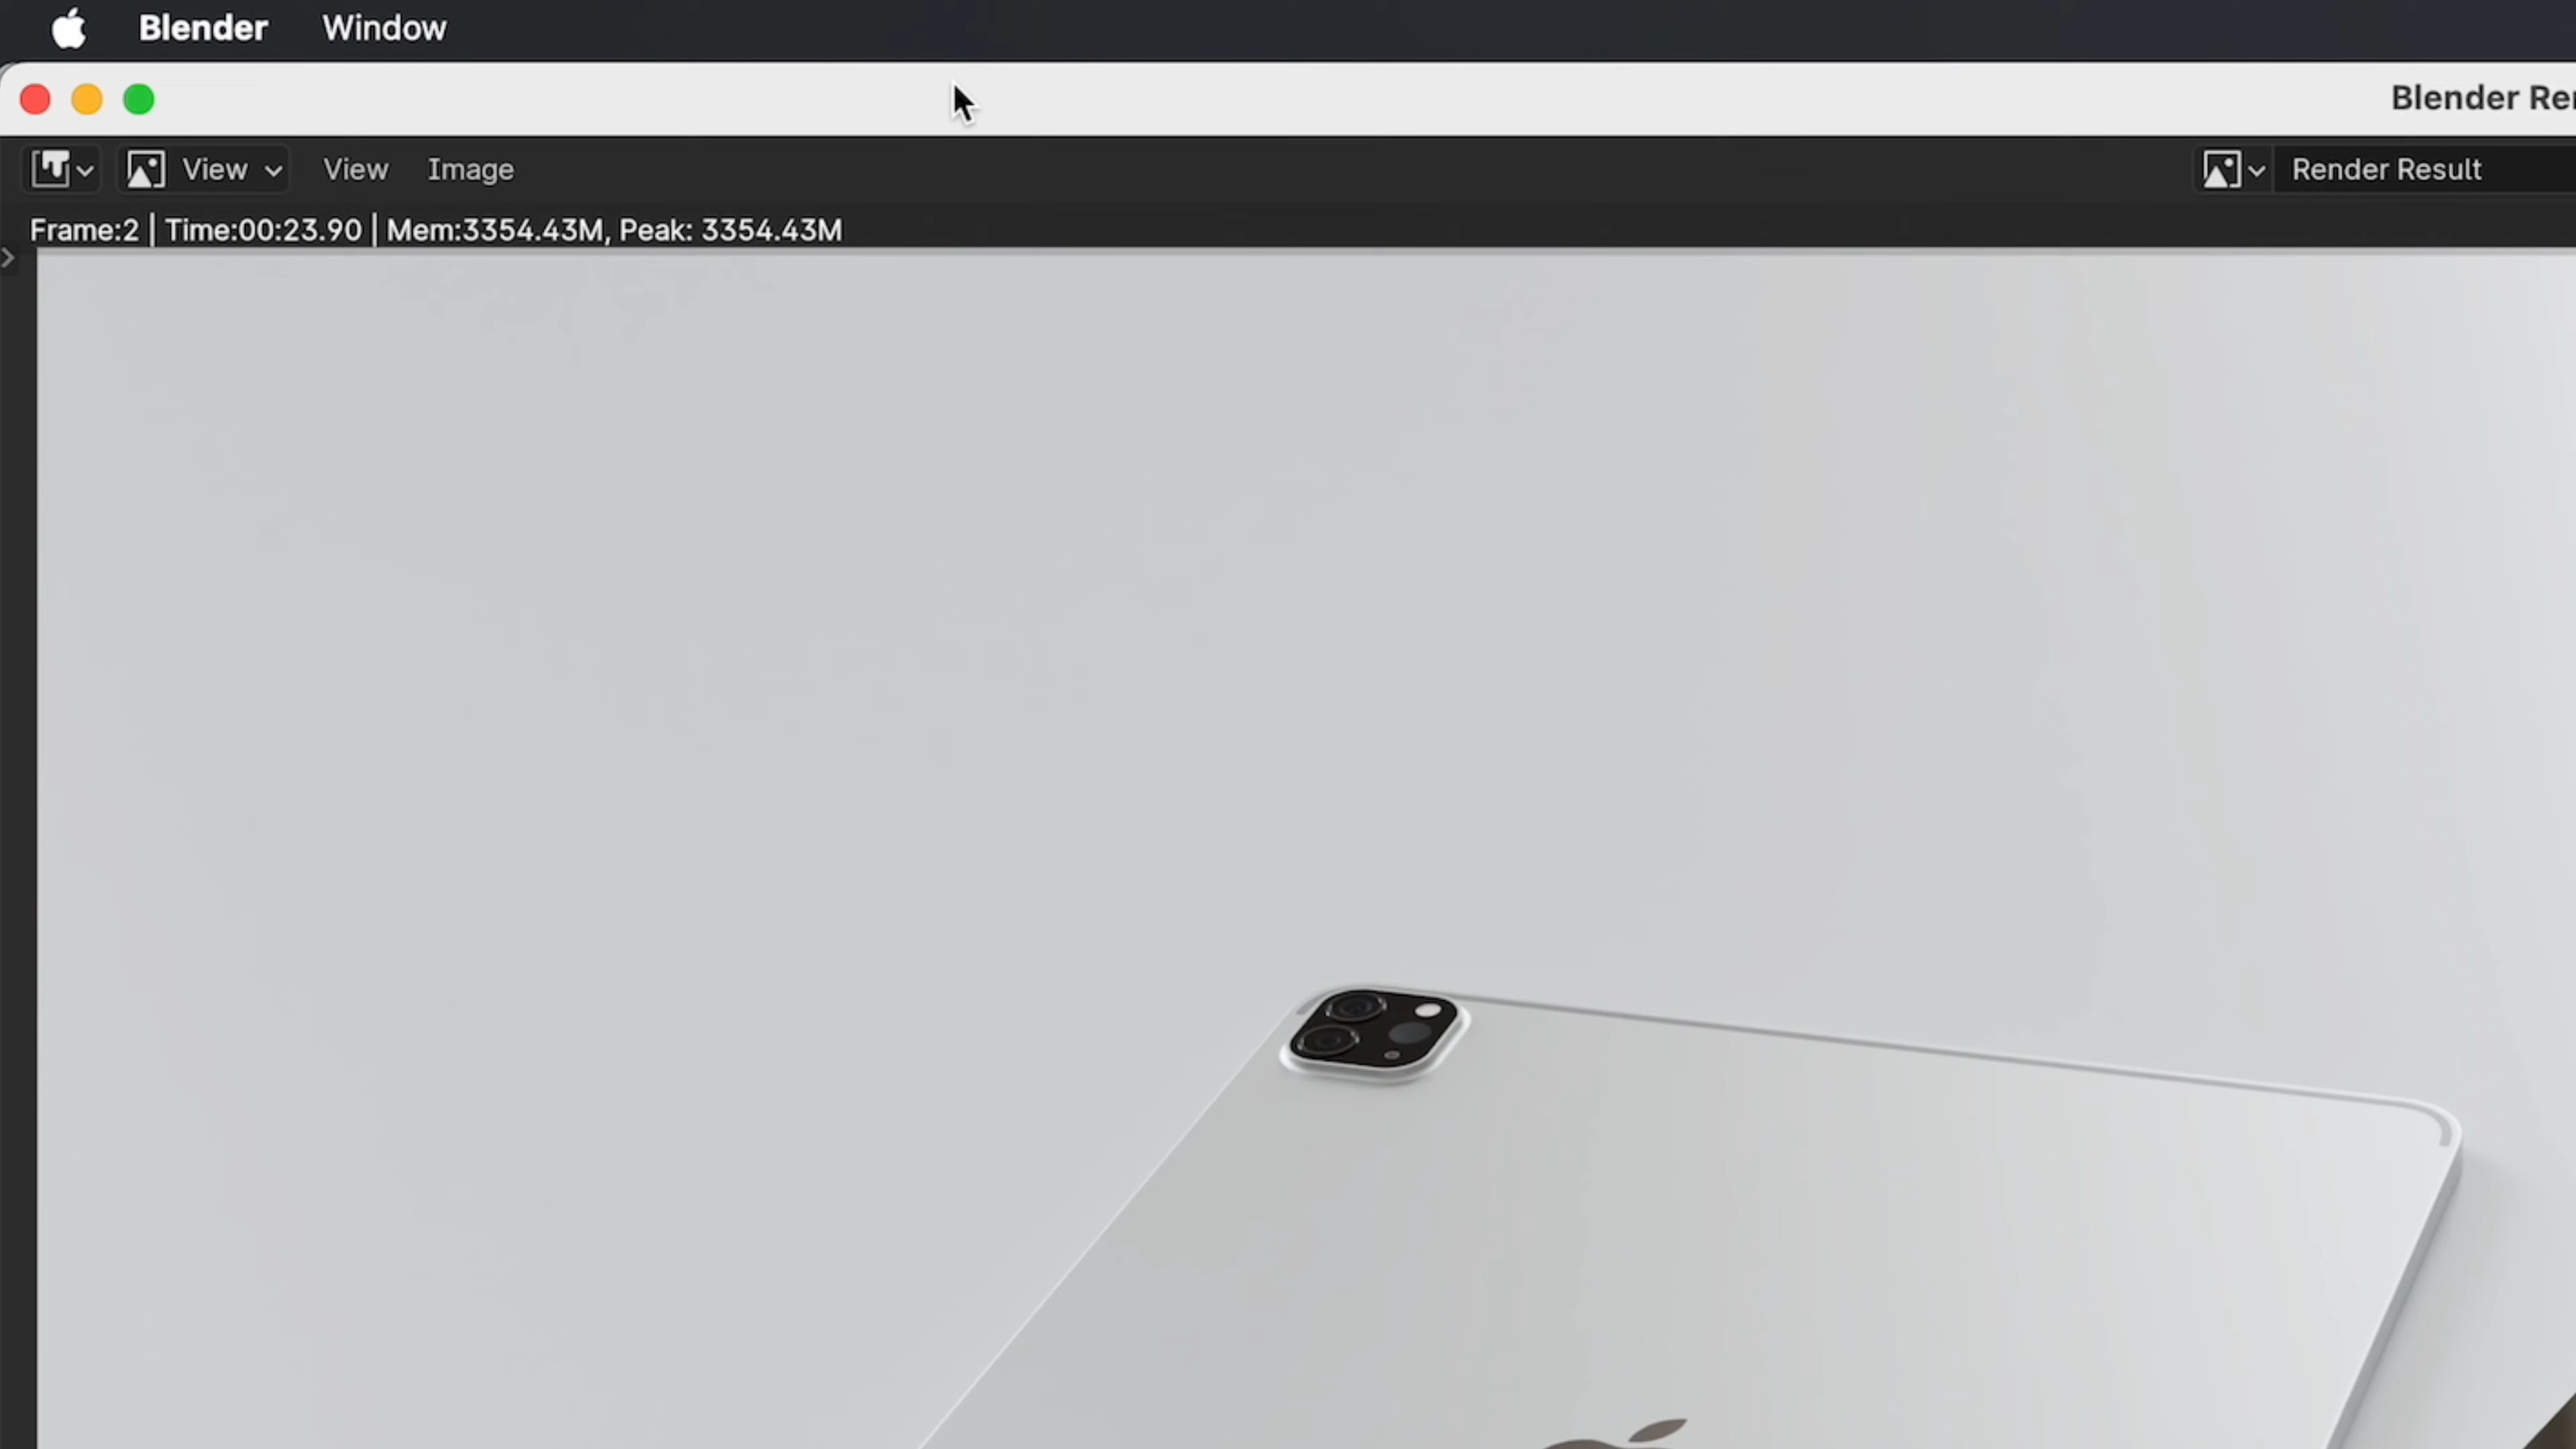 Blender Window
Blender Re
View View Image Render Result
Frame:2 | Time:00:23.90 | Mem:3354.43M, Peak: 3354.43M